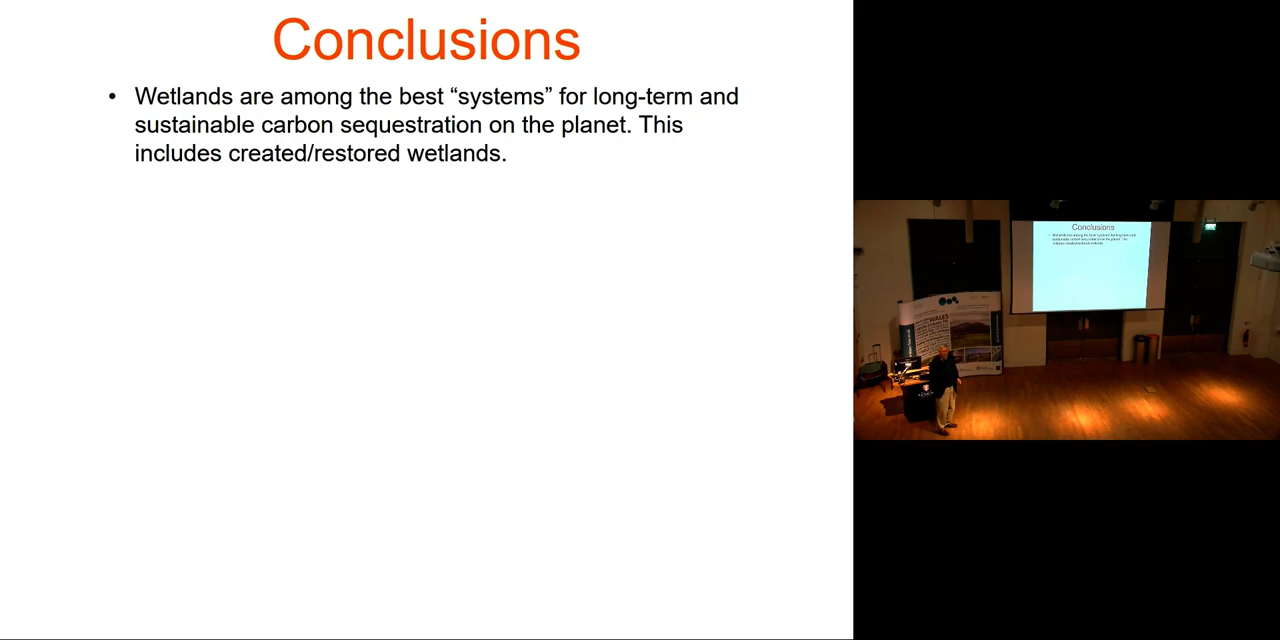 Conclusions
• Wetlands are among the best “systems” for long-term and
sustainable carbon sequestration on the planet. This
includes created/restored wetlands.
Conclusions
WALES